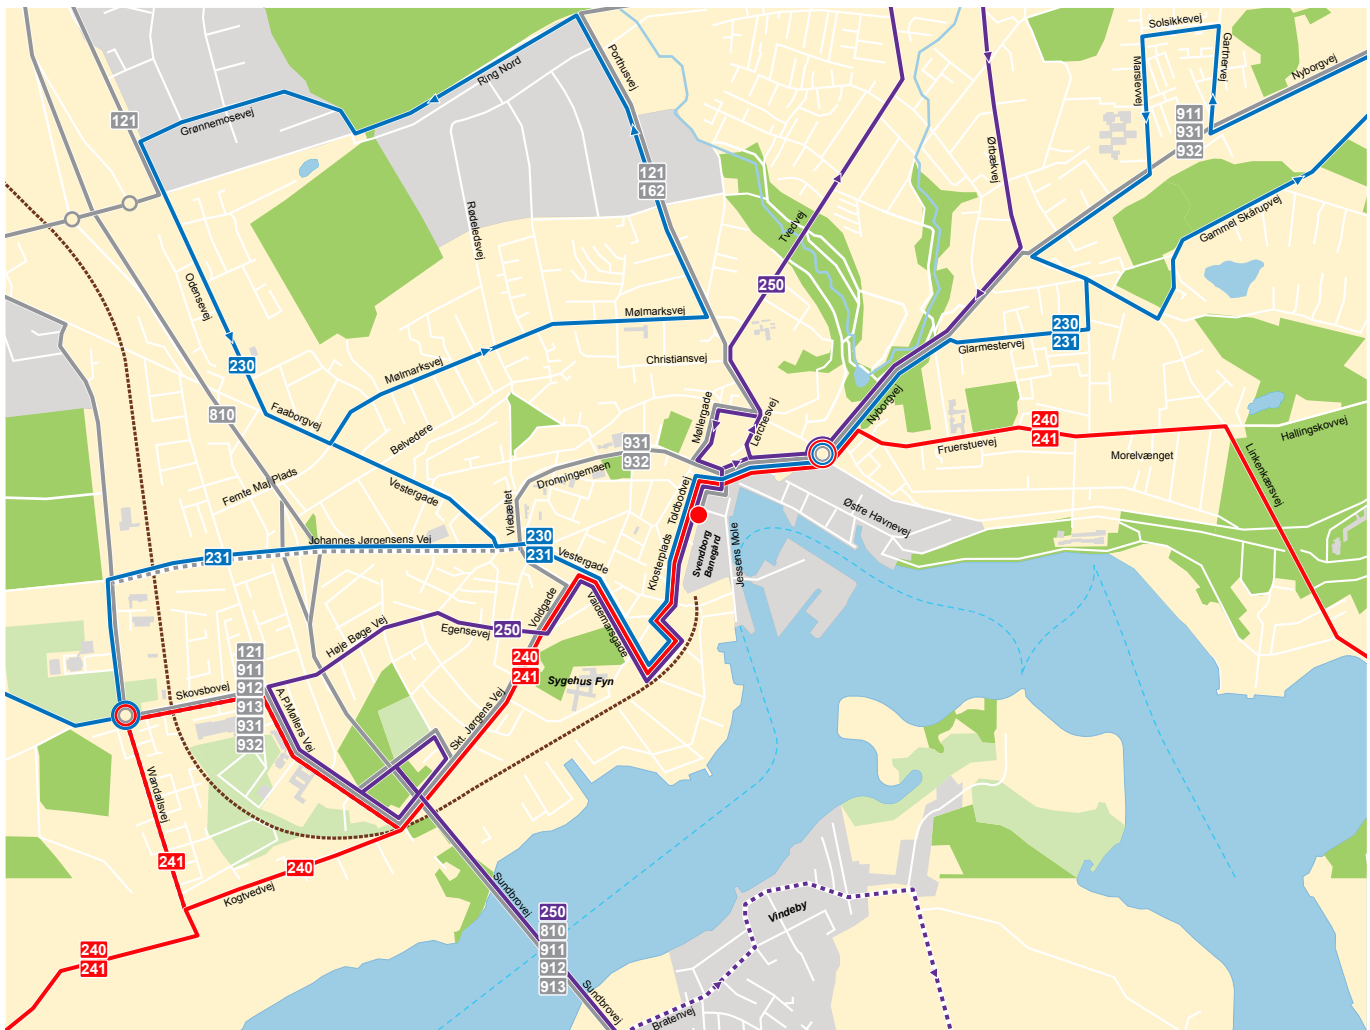 Solsikkevej
Gartnervej
Marslevvej
Nyborgvej
Porthusvej
Ring Nord
121
Grønnemosevej
911
931
932
Ørbækvej
121
162
Rødeledsvej
Tvedvej
Gammel Skårupvej
Odensevej
250
Mølmarksvej
230
231
Glarmestervej
Christiansvej
230
Mølmarksvej
810
Faaborgvej
Møllergade
Lerchesvej
Nyborgvej
240
241
Hallingskovvej
Belvedere
931
932
Fruerstuevej
Morelvænget
Linkenkærsvej
Dronningemaen
Femte Maj Plads
Vestergade
Viebæltet
Toldbodvej
Østre Havnevej
Johannes Jørgensens Vej
230
231
231
Vestergade
Klosterplads
Svendborg
Banegård
Jessens Mole
Voldgade
Valdemarsgade
Høje Bøge Vej
Egensevej
250
240
241
121
911
912
913
931
932
Skovsbovej
Sygehus Fyn
A.P.Møllers Vej
Skt. Jørgens Vej
Wandallsvej
241
240
Kogtvedvej
Sundbrovej
250
810
911
912
913
Vindeby
240
241
Sundbrovej
Bratenvej